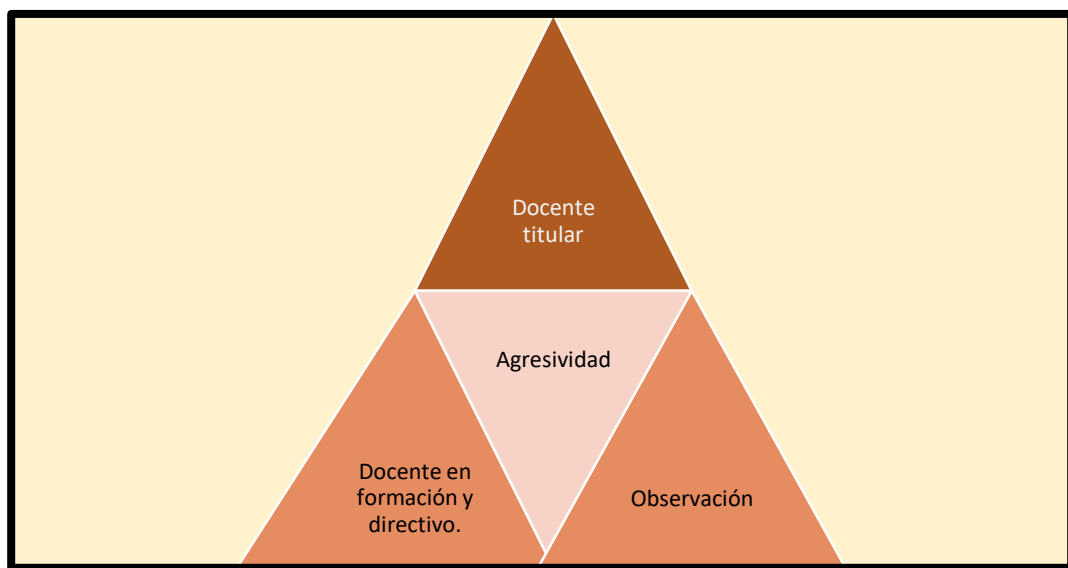 Docente
titular
Agresividad
Docente en
formación y
directivo.
Observación